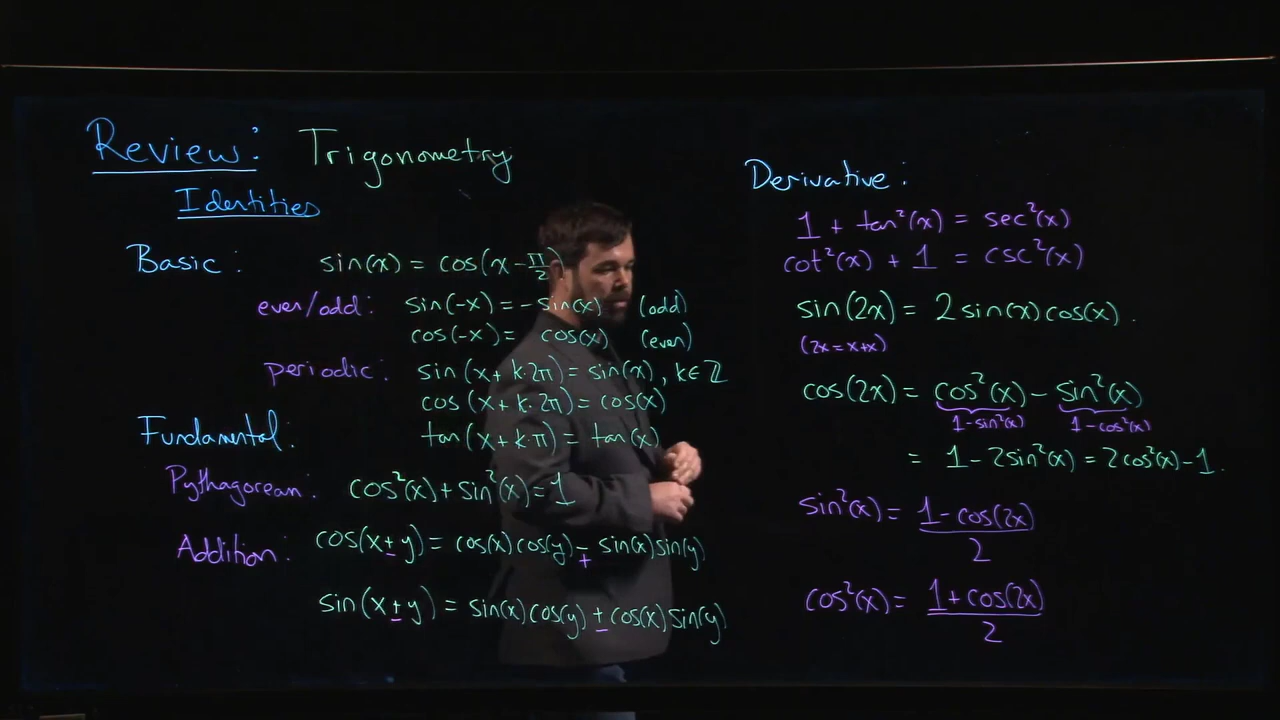 Review: Trigonometry
Identities
Basic: sin(x) = cos(x - π/2)
even/odd: sin(-x) = - sin(x) (odd)
cos(-x) = cos(x) (even)
periodic: sin(x + k·2π) = sin(x), k∈ℤ
cos(x + k·2π) = cos(x)
Fundamental: tan(x + k·π) = tan(x)
Pythagorean: cos²(x) + sin²(x) = 1
Addition: cos(x ± y) = cos(x)cos(y) ∓ sin(x)sin(y)
sin(x ± y) = sin(x)cos(y) ± cos(x)sin(y)
Derivative:
1 + tan²(x) = sec²(x)
cot²(x) + 1 = csc²(x)
sin(2x) = 2 sin(x) cos(x).
(2x = x+x)
cos(2x) = cos²(x) - sin²(x)
1-sin²(x) 1-cos²(x)
= 1 - 2sin²(x) = 2cos²(x) - 1.
sin²(x) = (1 - cos(2x))/2
cos²(x) = (1 + cos(2x))/2